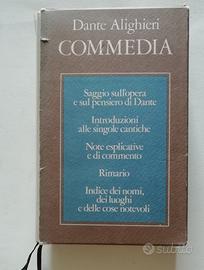 Dante Alighieri
COMMEDIA
Saggio sull'opera
e sul pensiero di Dante
Introduzioni
alle singole cantiche
Note esplicative
e di commento
Rimario
Indice dei nomi,
dei luoghi
e delle cose notevoli
subito